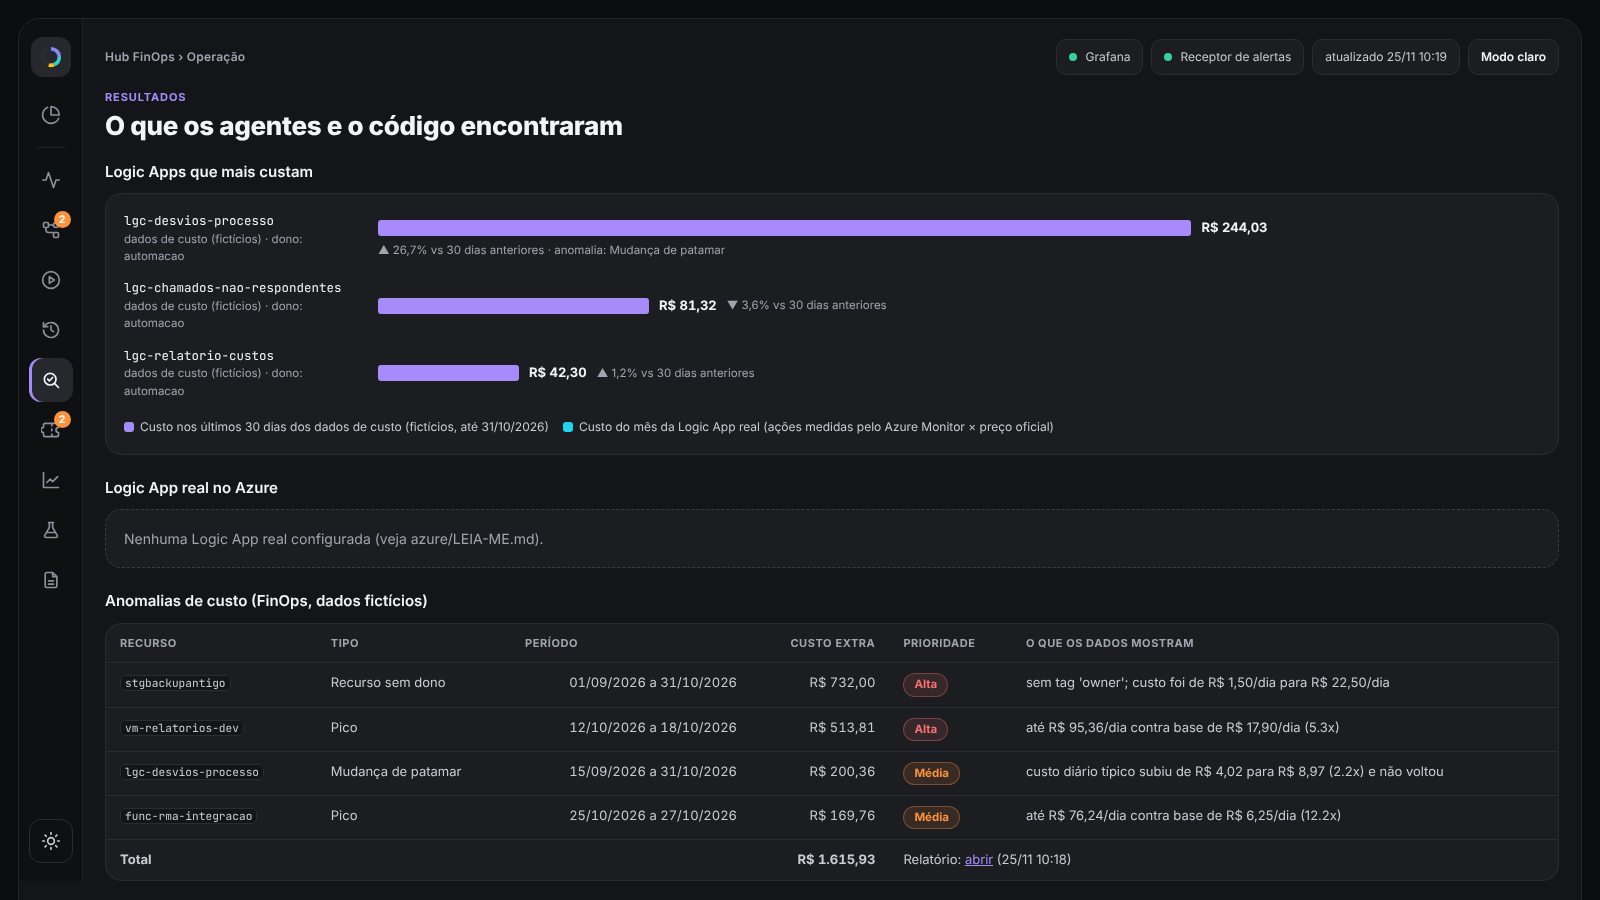 Hub FinOps › Operação
Grafana
Receptor de alertas
atualizado 25/11 10:19
Modo claro
RESULTADOS
O que os agentes e o código encontraram
Logic Apps que mais custam
lgc-desvios-processo
dados de custo (fictícios) · dono:
automacao
R$ 244,03
▲ 26,7% vs 30 dias anteriores · anomalia: Mudança de patamar
lgc-chamados-nao-respondentes
dados de custo (fictícios) · dono:
automacao
R$ 81,32 ▼ 3,6% vs 30 dias anteriores
lgc-relatorio-custos
dados de custo (fictícios) · dono:
automacao
R$ 42,30 ▲ 1,2% vs 30 dias anteriores
Custo nos últimos 30 dias dos dados de custo (fictícios, até 31/10/2026)
Custo do mês da Logic App real (ações medidas pelo Azure Monitor × preço oficial)
2
2
Logic App real no Azure
Nenhuma Logic App real configurada (veja azure/LEIA-ME.md).
Anomalias de custo (FinOps, dados fictícios)
RECURSO TIPO PERÍODO CUSTO EXTRA PRIORIDADE O QUE OS DADOS MOSTRAM
stgbackupantigo Recurso sem dono 01/09/2026 a 31/10/2026 R$ 732,00 Alta sem tag 'owner'; custo foi de R$ 1,50/dia para R$ 22,50/dia
vm-relatorios-dev Pico 12/10/2026 a 18/10/2026 R$ 513,81 Alta até R$ 95,36/dia contra base de R$ 17,90/dia (5.3x)
lgc-desvios-processo Mudança de patamar 15/09/2026 a 31/10/2026 R$ 200,36 Média custo diário típico subiu de R$ 4,02 para R$ 8,97 (2.2x) e não voltou
func-rma-integracao Pico 25/10/2026 a 27/10/2026 R$ 169,76 Média até R$ 76,24/dia contra base de R$ 6,25/dia (12.2x)
Total R$ 1.615,93 Relatório: abrir (25/11 10:18)